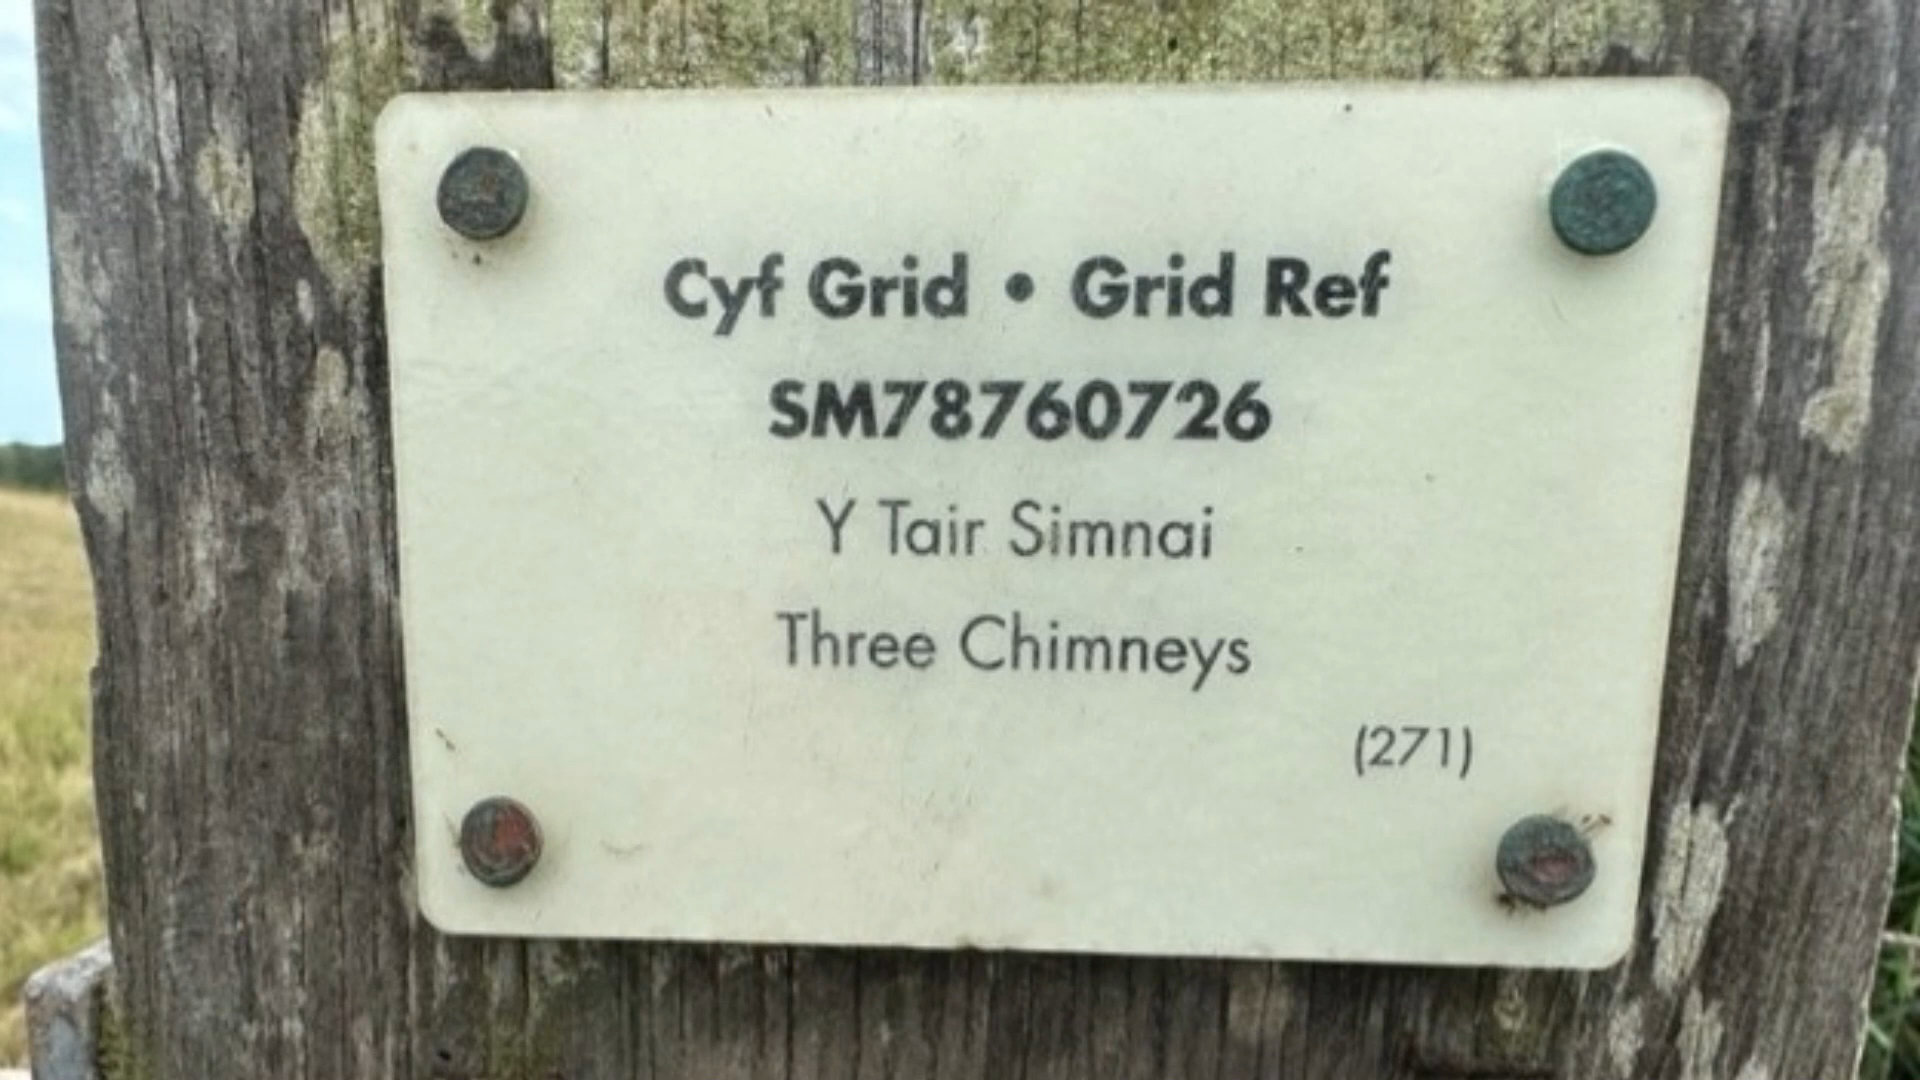 Cyf Grid • Grid Ref
SM78760726
Y Tair Simnai
Three Chimneys
(271)